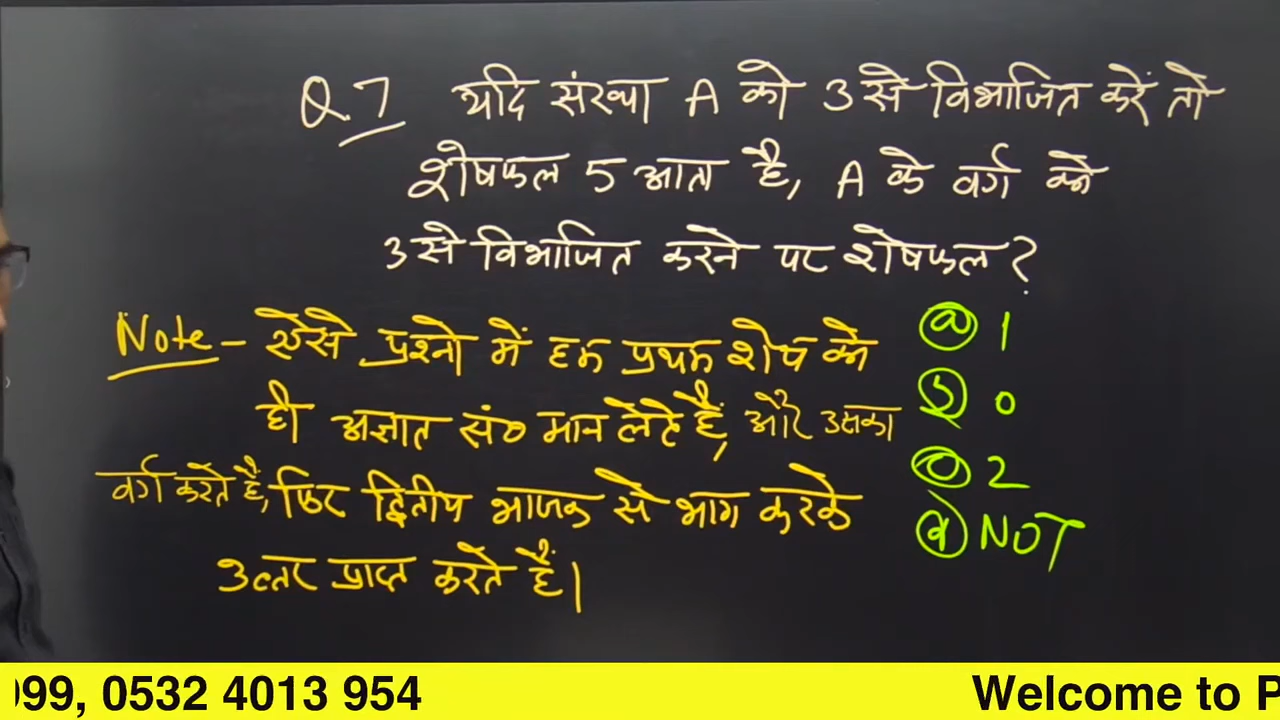 Q 7 यदि संख्या A को 3 से विभाजित करें तो
शेषफल 5 आता है, A के वर्ग को
3 से विभाजित करने पर शेषफल ?
Note - ऐसे प्रश्नो में हम प्रथम शेष को
ही अज्ञात सं० मान लेते हैं, और उसका
वर्ग करते है, फिर द्वितीय भाजक से भाग करके
उत्तर प्राप्त करते हैं।
(a) 1
(b) 0
(c) 2
(d) NOT
099, 0532 4013 954 Welcome to P